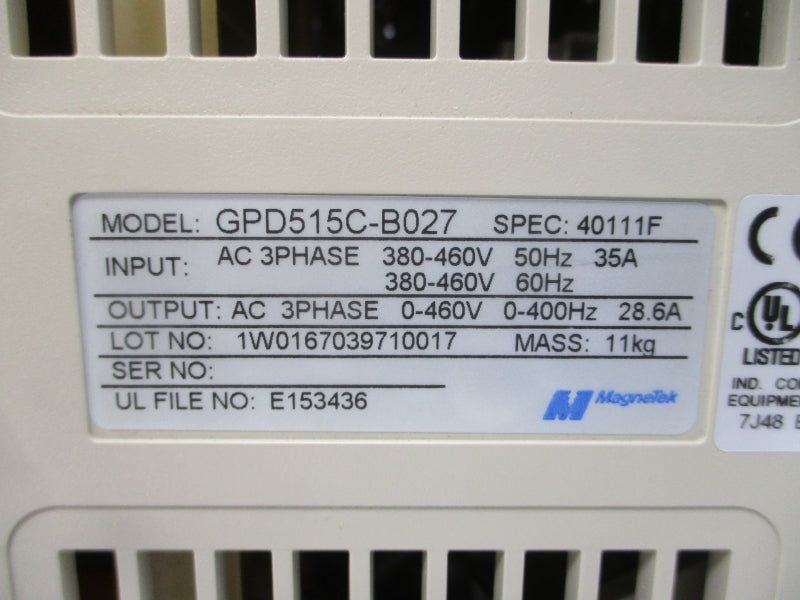 MODEL: GPD515C-B027 SPEC: 40111F
INPUT: AC 3PHASE 380-460V 50Hz 35A
380-460V 60Hz
OUTPUT: AC 3PHASE 0-460V 0-400Hz 28.6A
LOT NO: 1W0167039710017 MASS: 11kg
SER NO:
UL FILE NO: E153436
MagneTek
CE
C UL
LISTED
IND. CO
EQUIPME
7J48